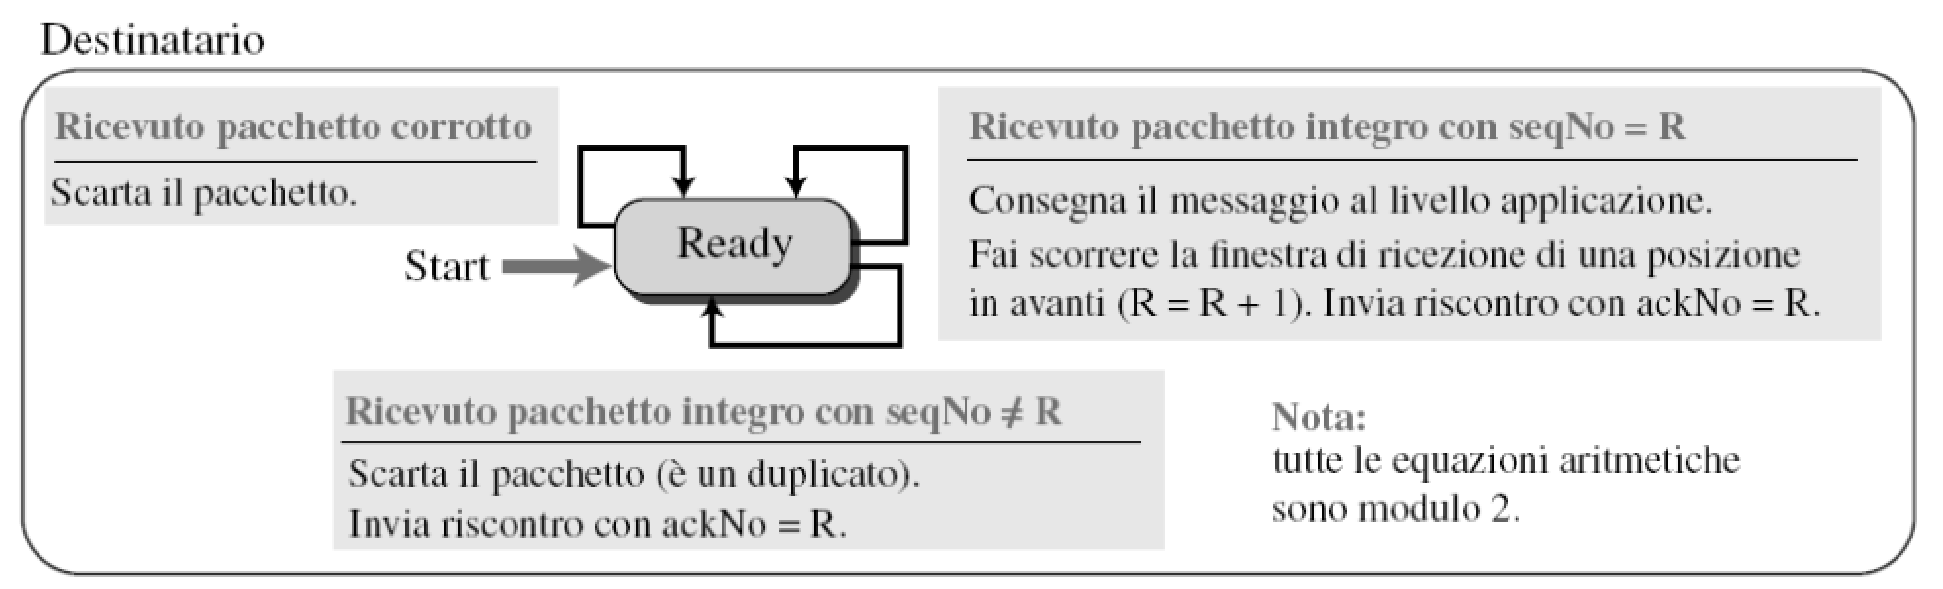 Destinatario
Ricevuto pacchetto corrotto
Scarta il pacchetto.
Start
Ready
Ricevuto pacchetto integro con seqNo = R
Consegna il messaggio al livello applicazione.
Fai scorrere la finestra di ricezione di una posizione
in avanti (R = R + 1). Invia riscontro con ackNo = R.
Ricevuto pacchetto integro con seqNo ≠ R
Scarta il pacchetto (è un duplicato).
Invia riscontro con ackNo = R.
Nota:
tutte le equazioni aritmetiche
sono modulo 2.